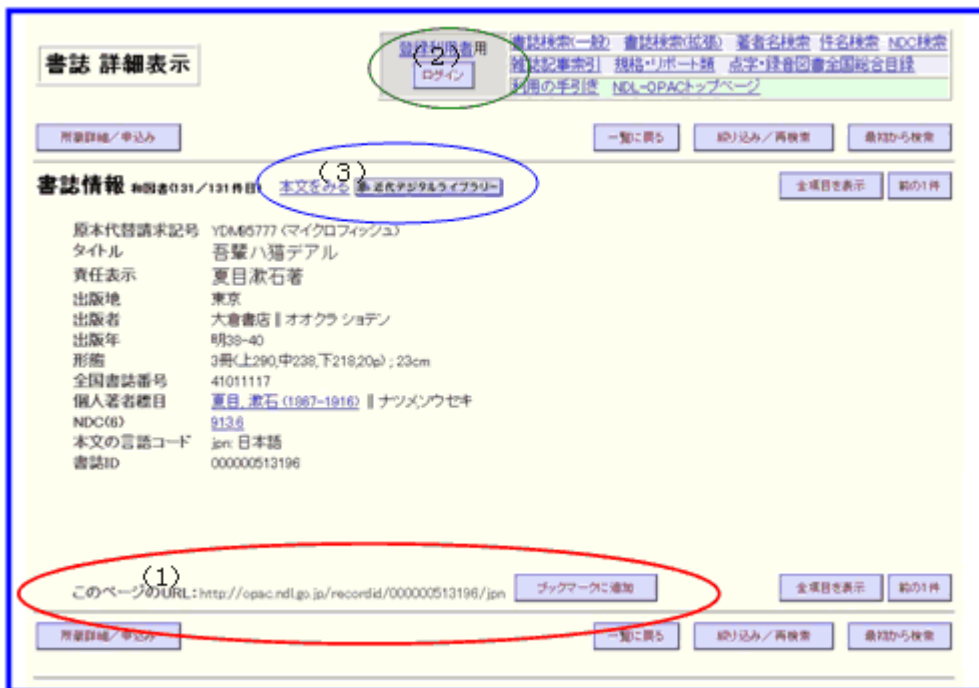 書誌 詳細表示
登録利用者用
(2)
ログイン
書誌検索(一般) 書誌検索(拡張) 著者名検索 件名検索 NDC検索
雑誌記事索引 規格・リポート類 点字・録音図書全国総合目録
利用の手引き NDL-OPACトップページ
所蔵詳細/申込み 一覧に戻る 絞り込み/再検索 最初から検索
(3)
書誌情報 和図書(131/131件目) 本文をみる 近代デジタルライブラリー 全項目を表示 前の1件
原本代替請求記号 YDM95777 (マイクロフィッシュ)
タイトル 吾輩ハ猫デアル
責任表示 夏目漱石著
出版地 東京
出版者 大倉書店 || オオクラ ショテン
出版年 明38-40
形態 3冊(上290,中238,下218,20p) ; 23cm
全国書誌番号 41011117
個人著者標目 夏目, 漱石 (1867-1916) || ナツメ,ソウセキ
NDC(6) 913.6
本文の言語コード jpn: 日本語
書誌ID 000000513196
(1)
このページのURL:http://opac.ndl.go.jp/recordid/000000513196/jpn ブックマークに追加 全項目を表示 前の1件
所蔵詳細/申込み 一覧に戻る 絞り込み/再検索 最初から検索